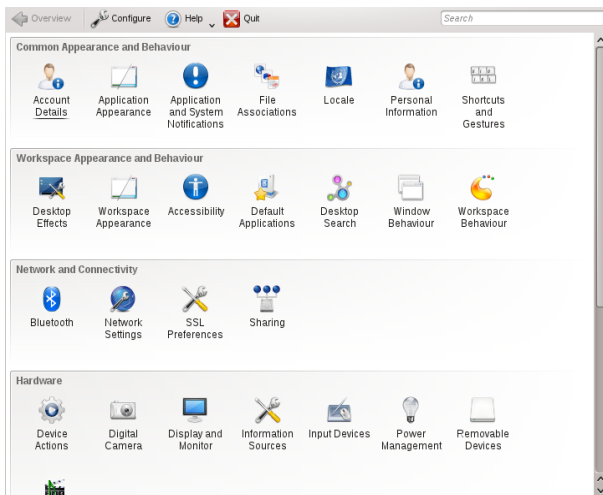 Overview Configure Help Quit Search
Common Appearance and Behaviour
Account Details
Application Appearance
Application and System Notifications
File Associations
Locale
Personal Information
Shortcuts and Gestures
Workspace Appearance and Behaviour
Desktop Effects
Workspace Appearance
Accessibility
Default Applications
Desktop Search
Window Behaviour
Workspace Behaviour
Network and Connectivity
Bluetooth
Network Settings
SSL Preferences
Sharing
Hardware
Device Actions
Digital Camera
Display and Monitor
Information Sources
Input Devices
Power Management
Removable Devices